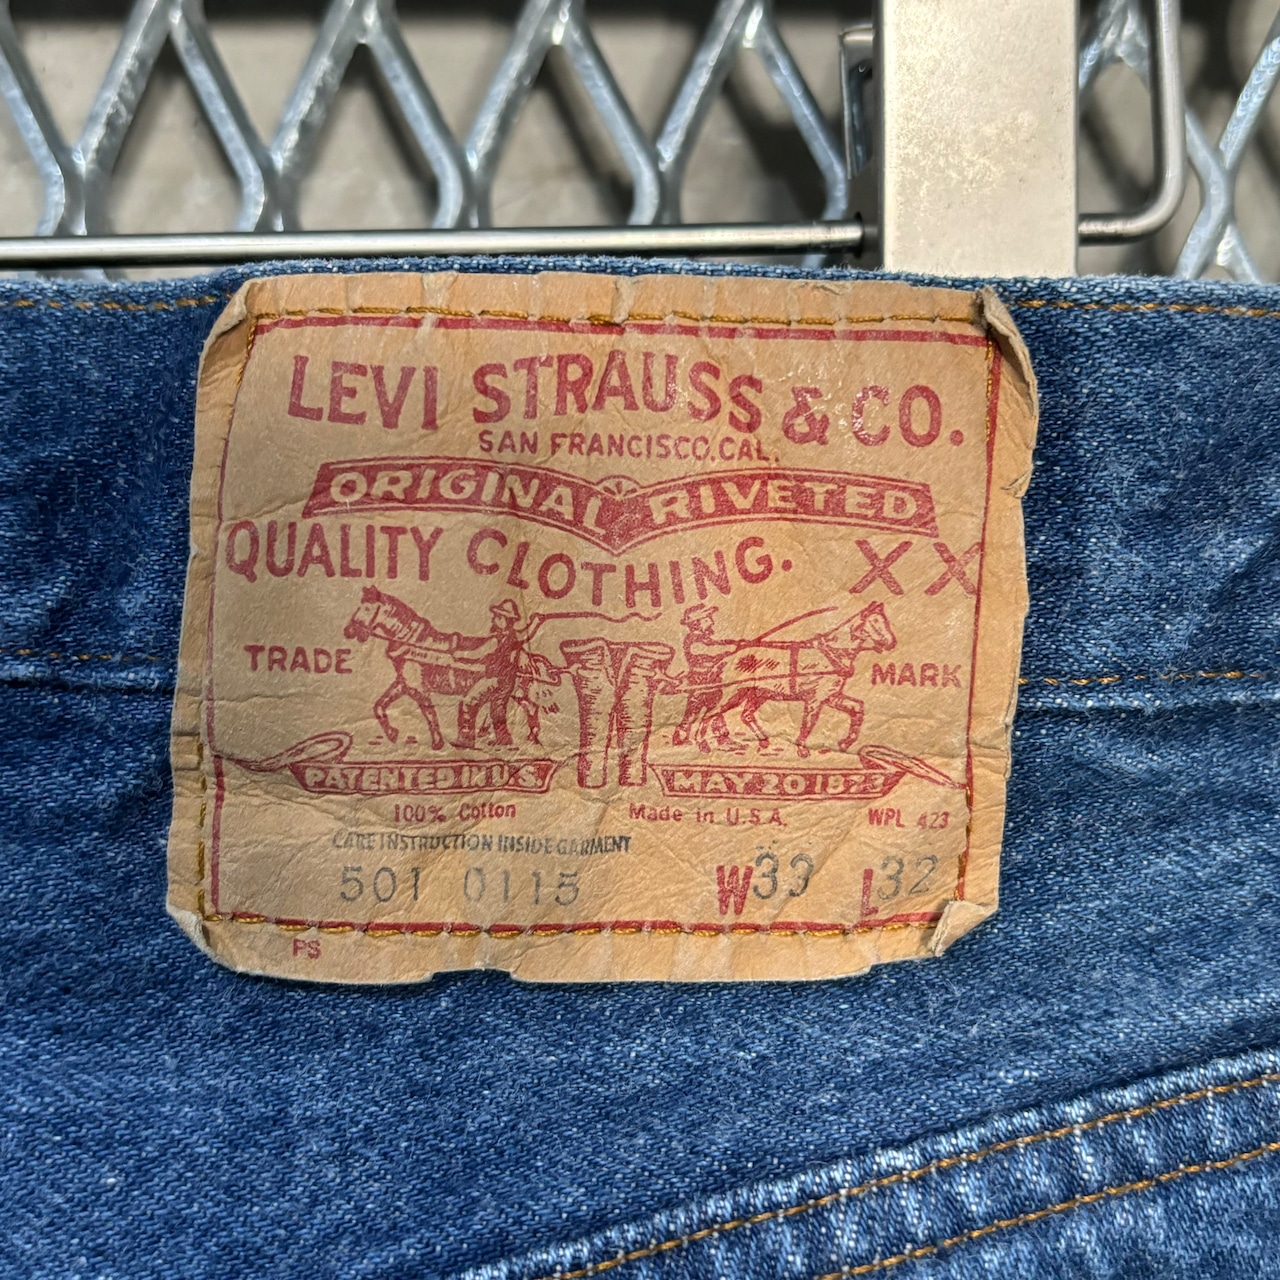 LEVI STRAUSS & CO.
SAN FRANCISCO,CAL.
ORIGINAL RIVETED
QUALITY CLOTHING. XX
TRADE MARK
PATENTED IN U.S. MAY 20 1873
100% Cotton Made in U.S.A. WPL 423
CARE INSTRUCTION INSIDE GARMENT
501 0115 W33 L32
PS